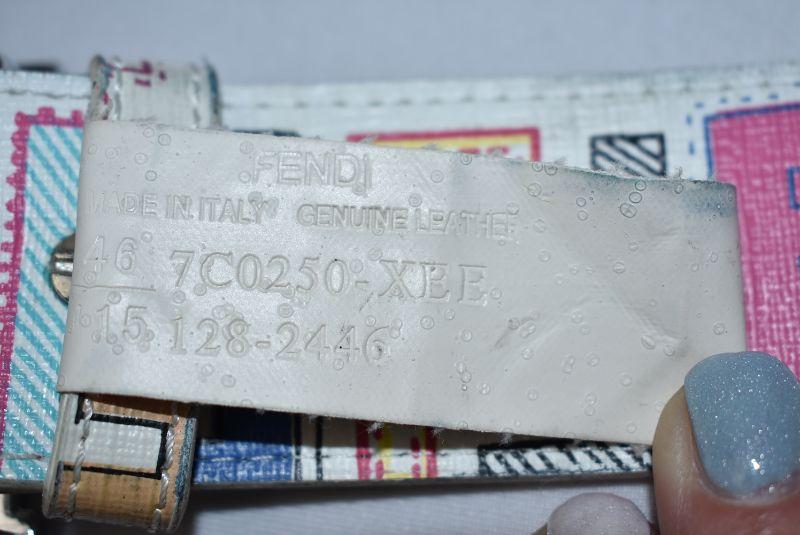 FENDI
MADE IN ITALY GENUINE LEATHER
46 7C0250-XEE
15 128-2446